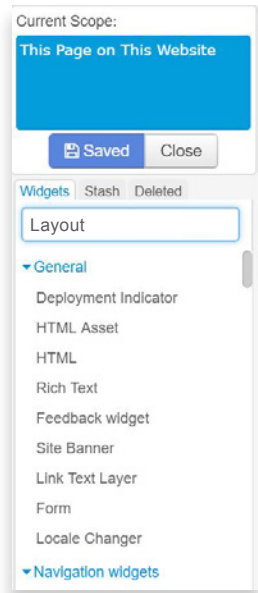 Current Scope:
This Page on This Website
Saved Close
Widgets Stash Deleted
Layout
General
Deployment Indicator
HTML Asset
HTML
Rich Text
Feedback widget
Site Banner
Link Text Layer
Form
Locale Changer
Navigation widgets